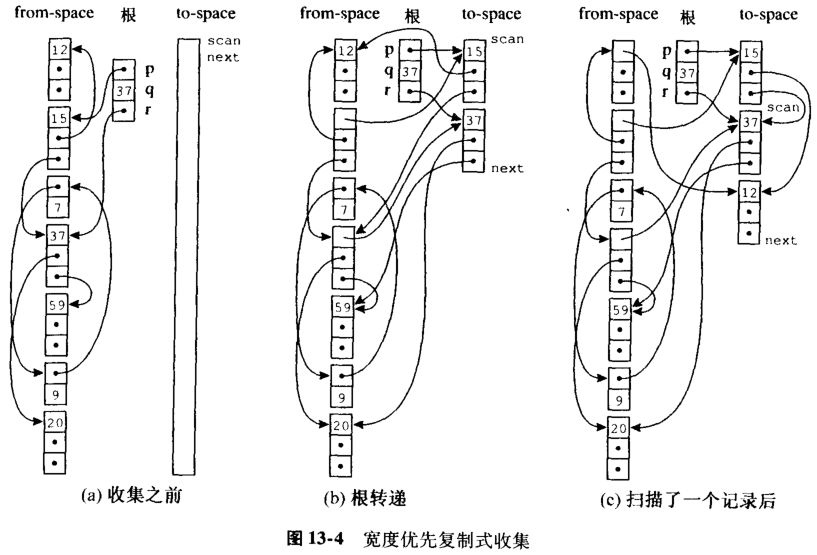 from-space 根 to-space
scan
next
12
p
37 q
r
15
7
37
59
9
20
(a) 收集之前
from-space 根 to-space
scan
12 p 15
q 37
r
37
next
7
59
9
20
(b) 根转递
from-space 根 to-space
p 15
q 37
r
scan
37
12
7
next
59
9
20
(c) 扫描了一个记录后
图 13-4 宽度优先复制式收集